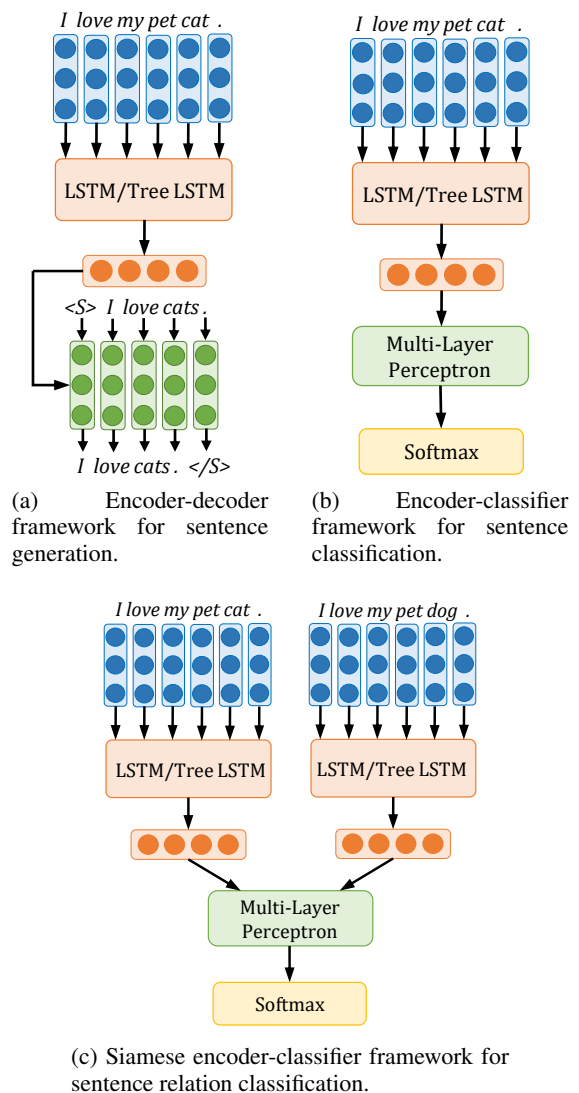 I love my pet cat .
LSTM/Tree LSTM
<S> I love cats .
I love cats . </S>
(a) Encoder-decoder
framework for sentence
generation.
I love my pet cat .
LSTM/Tree LSTM
Multi-Layer
Perceptron
Softmax
(b) Encoder-classifier
framework for sentence
classification.
I love my pet cat .
I love my pet dog .
LSTM/Tree LSTM
LSTM/Tree LSTM
Multi-Layer
Perceptron
Softmax
(c) Siamese encoder-classifier framework for
sentence relation classification.